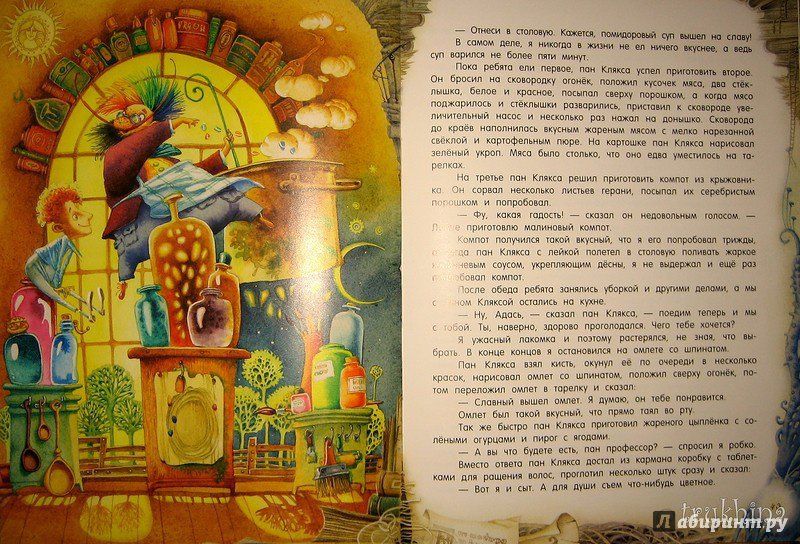 — Отнеси в столовую. Кажется, помидоровый суп вышел на славу!
В самом деле, я никогда в жизни не ел ничего вкуснее, а ведь
суп варился не более пяти минут.
Пока ребята ели первое, пан Клякса успел приготовить второе.
Он бросил на сковородку огонёк, положил кусочек мяса, два стёк-
лышка, белое и красное, посыпал сверху порошком, а когда мясо
поджарилось и стёклышки разварились, приставил к сковороде уве-
личительный насос и несколько раз нажал на донышко. Сковорода
до краёв наполнилась вкусным жареным мясом с мелко нарезанной
свёклой и картофельным пюре. На картошке пан Клякса нарисовал
зелёный укроп. Мяса было столько, что оно едва уместилось на та-
релках.
На третье пан Клякса решил приготовить компот из крыжовни-
ка. Он сорвал несколько листьев герани, посыпал их серебристым
порошком и попробовал.
— Фу, какая гадость! — сказал он недовольным голосом. —
приготовлю малиновый компот.
Компот получился такой вкусный, что я его попробовал трижды,
пан Клякса с лейкой полетел в столовую поливать жаркое
соусом, укрепляющим дёсны, я не выдержал и ещё раз
компот.
После обеда ребята занялись уборкой и другими делами, а мы
с Кляксой остались на кухне.
— Ну, Адась, — сказал пан Клякса, — поедим теперь и мы
с тобой. Ты, наверно, здорово проголодался. Чего тебе хочется?
Я ужасный лакомка и поэтому растерялся, не зная, что вы-
брать. В конце концов я остановился на омлете со шпинатом.
Пан Клякса взял кисть, окунул её по очереди в несколько
красок, нарисовал омлет со шпинатом, положил сверху огонёк, по-
том переложил омлет в тарелку и сказал:
— Славный вышел омлет. Я думаю, он тебе понравится.
Омлет был такой вкусный, что прямо таял во рту.
Так же быстро пан Клякса приготовил жареного цыплёнка с со-
лёными огурцами и пирог с ягодами.
— А вы что будете есть, пан профессор? — спросил я робко.
Вместо ответа пан Клякса достал из кармана коробку с таблет-
ками для ращения волос, проглотил несколько штук сразу и сказал:
— Вот я и сыт. А для души съем что-нибудь цветное.
trukhina
Лабиринт.ру